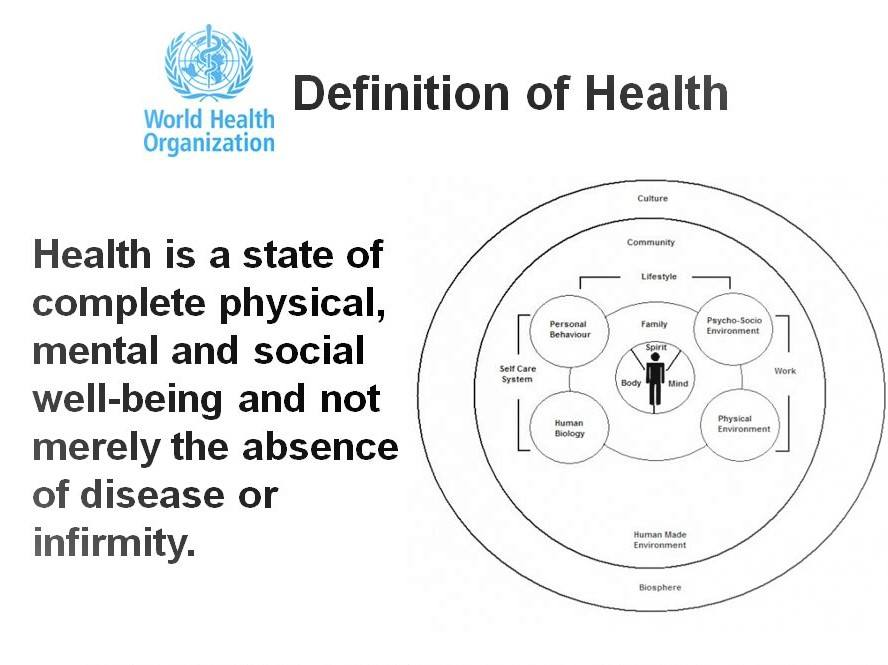 World Health
Organization
Definition of Health
Health is a state of
complete physical,
mental and social
well-being and not
merely the absence
of disease or
infirmity.
Culture
Community
Lifestyle
Personal
Behaviour
Family
Psycho-Socio
Environment
Spirit
Self Care
System
Body
Mind
Work
Human
Biology
Physical
Environment
Human Made
Environment
Biosphere